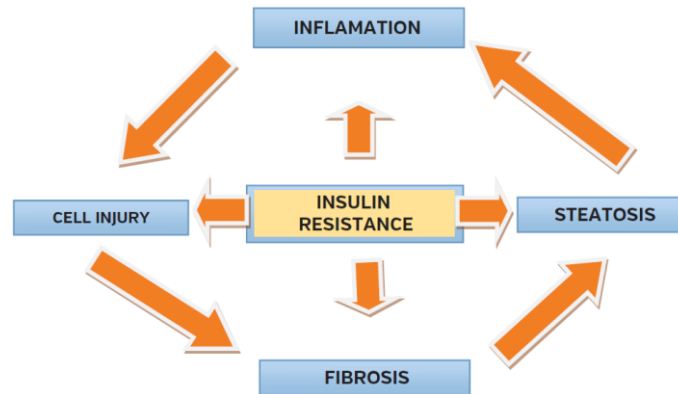 INFLAMATION
CELL INJURY
INSULIN
RESISTANCE
STEATOSIS
FIBROSIS